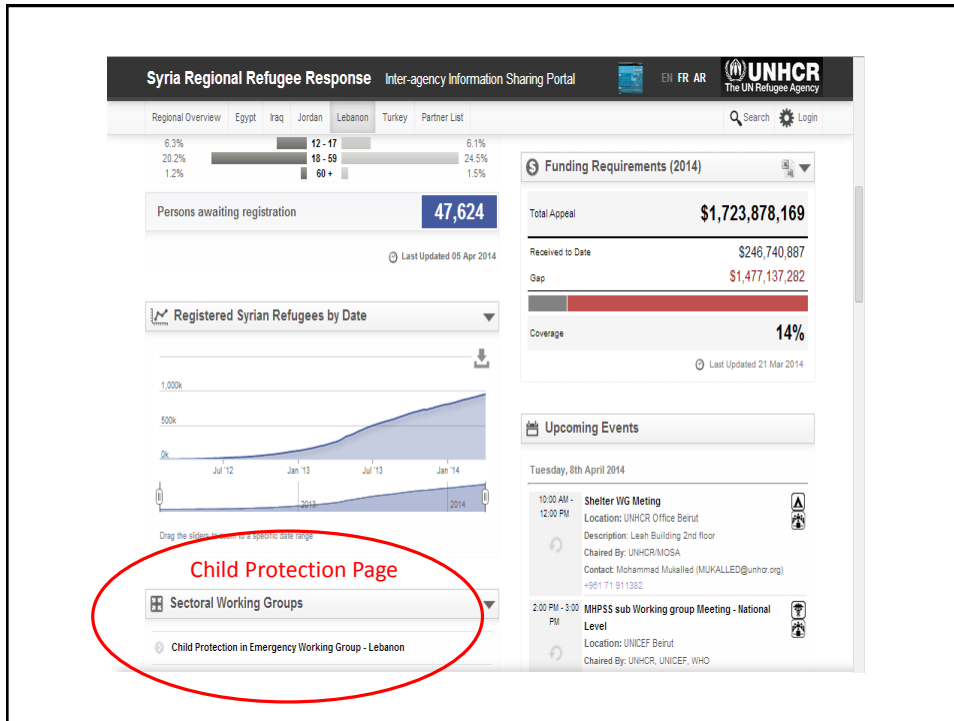 Syria Regional Refugee Response Inter-agency Information Sharing Portal
EN FR AR
UNHCR
The UN Refugee Agency
Regional Overview Egypt Iraq Jordan Lebanon Turkey Partner List
Search Login
6.3% 12 - 17 6.1%
20.2% 18 - 59 24.5%
1.2% 60 + 1.5%
Persons awaiting registration 47,624
Last Updated 05 Apr 2014
Registered Syrian Refugees by Date
1,000k
500k
0k
Jul '12 Jan '13 Jul '13 Jan '14
2013 2014
Drag the sliders to zoom to a specific date range
Child Protection Page
Sectoral Working Groups
Child Protection in Emergency Working Group - Lebanon
Funding Requirements (2014)
Total Appeal $1,723,878,169
Received to Date $246,740,887
Gap $1,477,137,282
Coverage 14%
Last Updated 21 Mar 2014
Upcoming Events
Tuesday, 8th April 2014
10:00 AM - 12:00 PM
Shelter WG Meting
Location: UNHCR Office Beirut
Description: Leah Building 2nd floor
Chaired By: UNHCR/MOSA
Contact: Mohammad Mukalled (MUKALLED@unhcr.org)
+961 71 911382
2:00 PM - 3:00 PM
MHPSS sub Working group Meeting - National
Level
Location: UNICEF Beirut
Chaired By: UNHCR, UNICEF, WHO